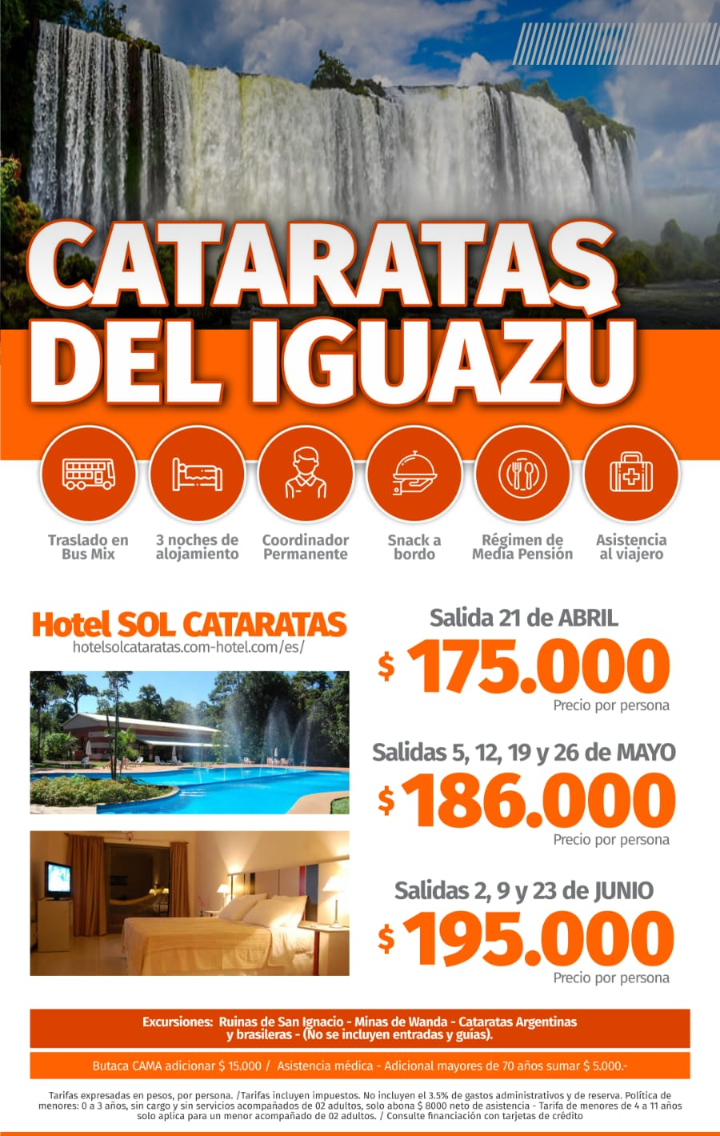 CATARATAS
DEL IGUAZÚ
Traslado en
Bus Mix
3 noches de
alojamiento
Coordinador
Permanente
Snack a
bordo
Régimen de
Media Pensión
Asistencia
al viajero
Hotel SOL CATARATAS
hotelsolcataratas.com-hotel.com/es/
Salida 21 de ABRIL
$ 175.000
Precio por persona
Salidas 5, 12, 19 y 26 de MAYO
$ 186.000
Precio por persona
Salidas 2, 9 y 23 de JUNIO
$ 195.000
Precio por persona
Excursiones: Ruinas de San Ignacio - Minas de Wanda - Cataratas Argentinas
y brasileras - (No se incluyen entradas y guías).
Butaca CAMA adicionar $ 15.000 / Asistencia médica - Adicional mayores de 70 años sumar $ 5.000.-
Tarifas expresadas en pesos, por persona. /Tarifas incluyen impuestos. No incluyen el 3.5% de gastos administrativos y de reserva. Política de
menores: 0 a 3 años, sin cargo y sin servicios acompañados de 02 adultos, solo abona $ 8000 neto de asistencia - Tarifa de menores de 4 a 11 años
solo aplica para un menor acompañado de 02 adultos. / Consulte financiación con tarjetas de crédito